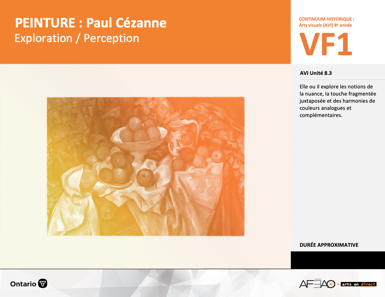 PEINTURE : Paul Cézanne
Exploration / Perception
CONTINUUM-HISTORIQUE :
Arts visuels (AVI) 8ᵉ année
VF1
AVI Unité 8.3
Elle ou il explore les notions de
la nuance, la touche fragmentée
juxtaposée et des harmonies de
couleurs analogues et
complémentaires.
DURÉE APPROXIMATIVE
Ontario
AFÉAO - arts en direct